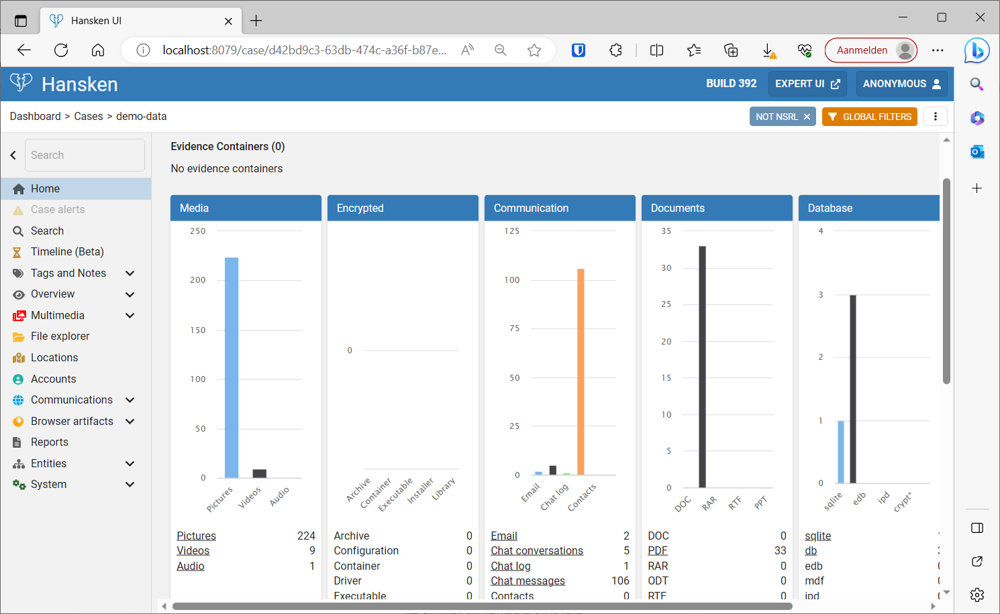 Hansken UI
localhost:8079/case/d42bd9c3-63db-474c-a36f-b87e...
Aanmelden
Hansken
BUILD 392
EXPERT UI
ANONYMOUS
Dashboard > Cases > demo-data
NOT NSRL
GLOBAL FILTERS
Search
Home
Case alerts
Search
Timeline (Beta)
Tags and Notes
Overview
Multimedia
File explorer
Locations
Accounts
Communications
Browser artifacts
Reports
Entities
System
Evidence Containers (0)
No evidence containers
Media
250
200
150
100
50
0
Pictures
Videos
Audio
Pictures 224
Videos 9
Audio 1
Encrypted
0
Archive
Container
Executable
Installer
Library
Archive 0
Configuration 0
Container 0
Driver 0
Executable 0
Communication
125
100
75
50
25
0
Email
Chat log
Contacts
Email 2
Chat conversations 5
Chat log 1
Chat messages 106
Contacts 0
Documents
35
30
25
20
15
10
5
0
DOC
RAR
RTF
PPT
DOC 0
PDF 33
RAR 0
ODT 0
RTF 0
Database
4
3
2
1
0
sqlite
edb
ipd
crypt*
sqlite
db
edb
mdf
ipd